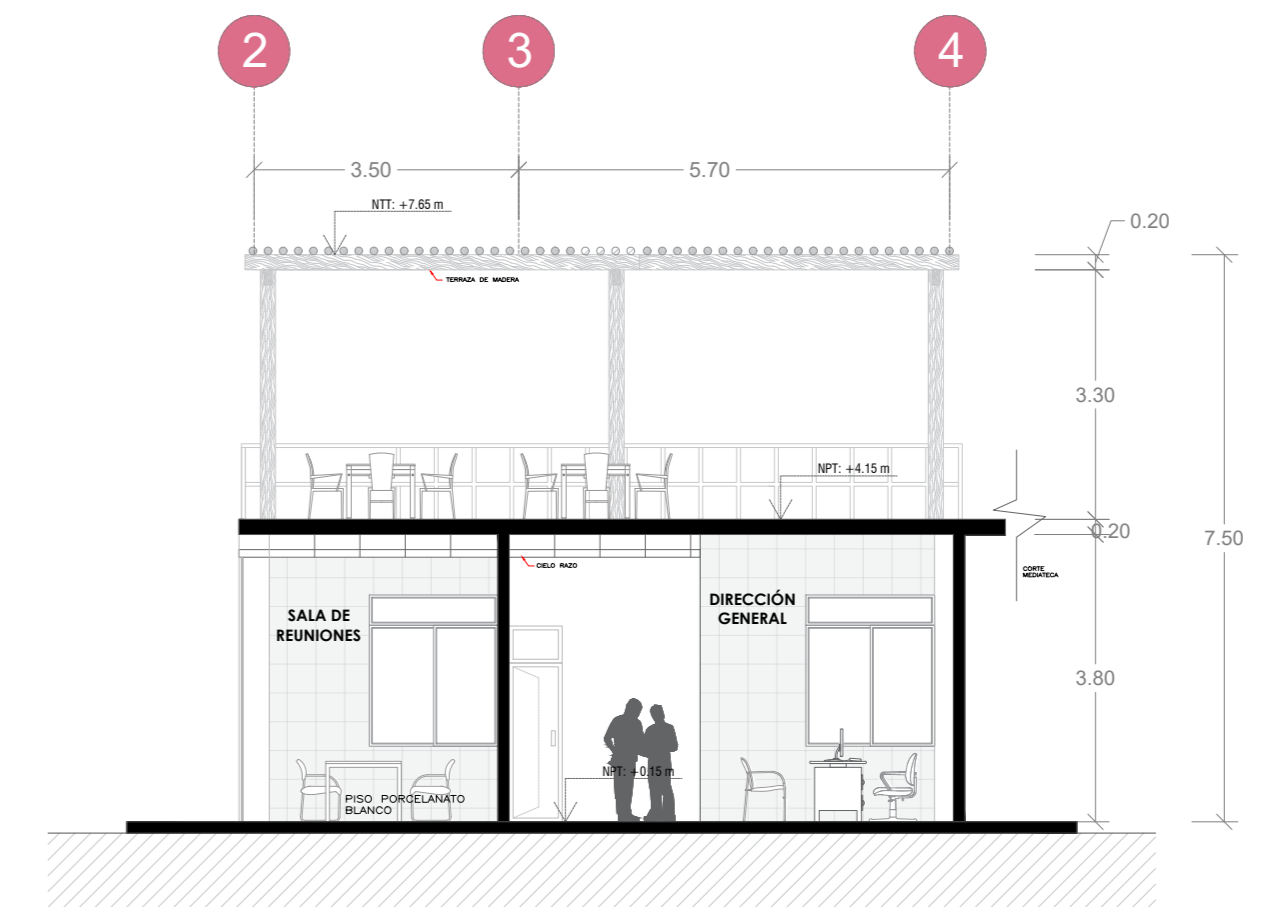 2
3
4
3.50
5.70
0.20
NTT: +7.65 m
TERRAZA DE MADERA
3.30
NPT: +4.15 m
0.20
7.50
CIELO RAZO
CORTE
MEDIATECA
SALA DE
REUNIONES
DIRECCIÓN
GENERAL
3.80
NPT: +0.15 m
PISO PORCELANATO
BLANCO